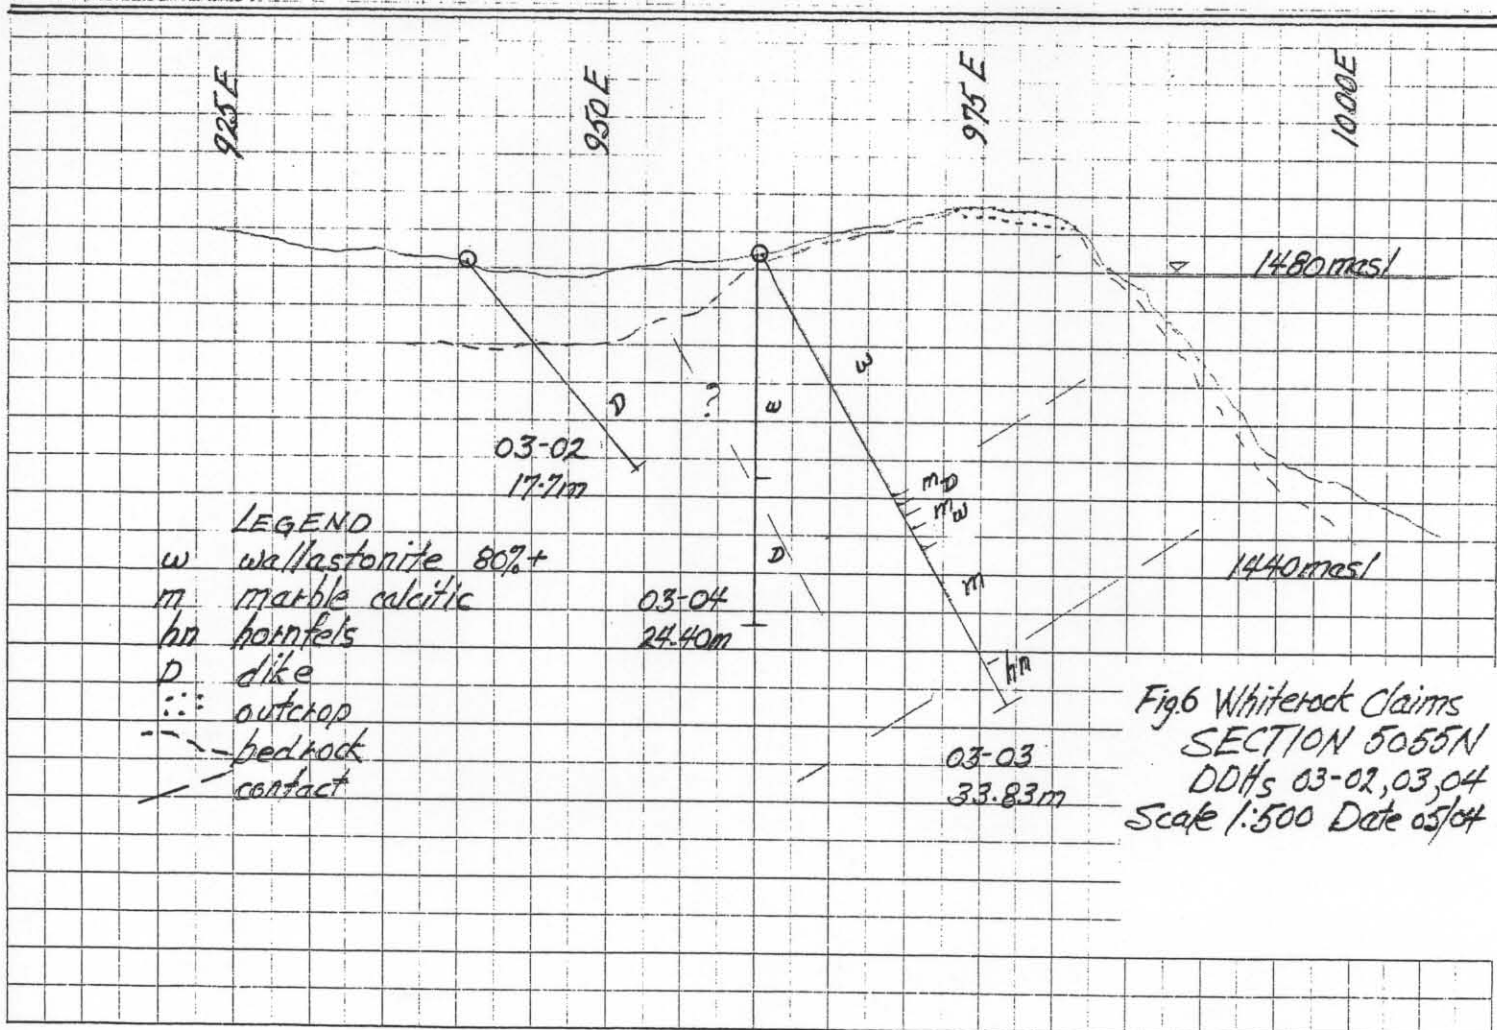 925E
950E
975E
1000E
1480masl
w
D
?
w
03-02
17.7m
m D
m w
LEGEND
w wallastonite 80%+
m marble calcitic
hn hornfels
D dike
outcrop
bedrock
contact
D
m
1440masl
03-04
24.40m
hn
03-03
33.83m
Fig.6 Whiterock Claims
SECTION 5055N
DDHs 03-02,03,04
Scale 1:500 Date 05/04